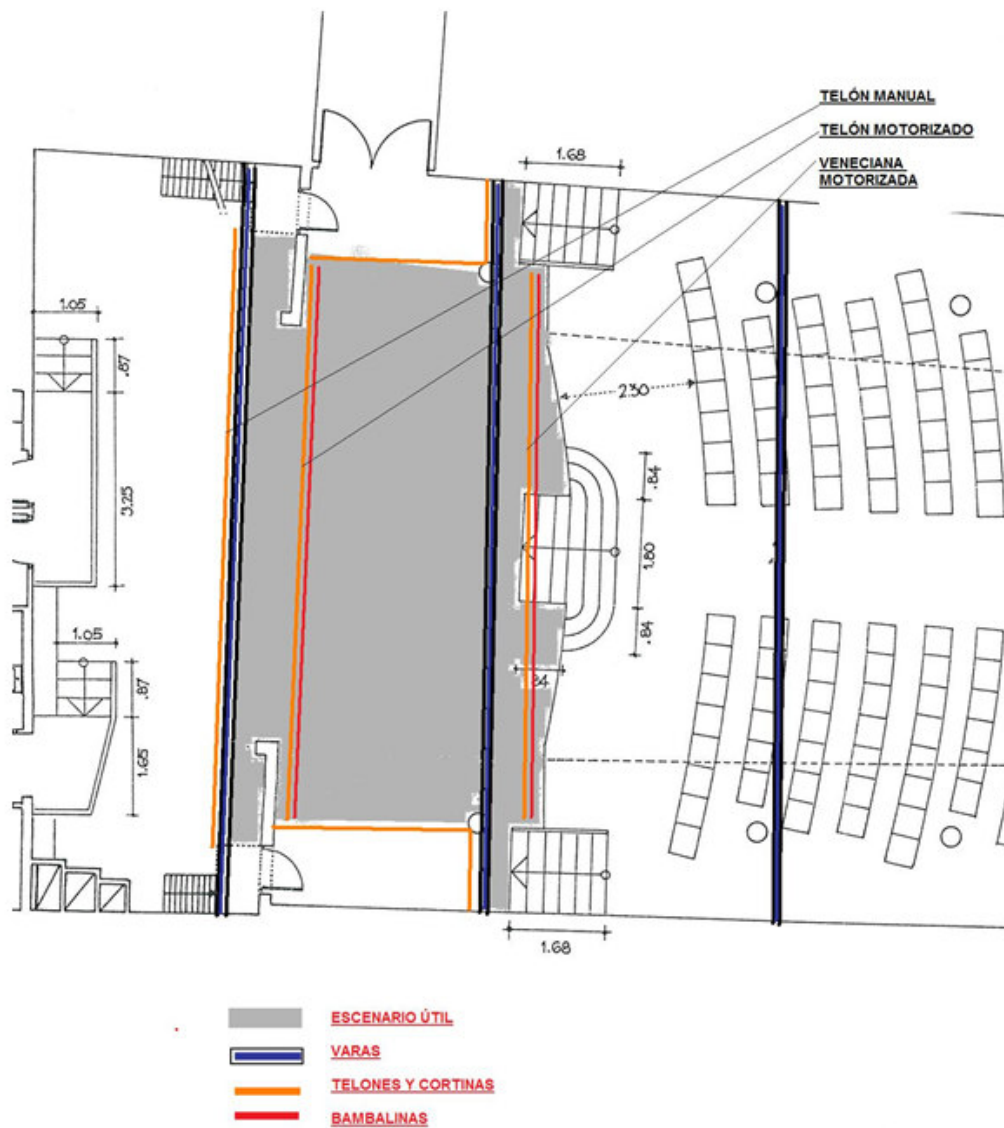 TELÓN MANUAL
TELÓN MOTORIZADO
VENECIANA
MOTORIZADA
1.68
1.05
.87
3.25
2.30
.84
1.80
.84
1.05
.87
1.65
.84
1.68
ESCENARIO ÚTIL
VARAS
TELONES Y CORTINAS
BAMBALINAS